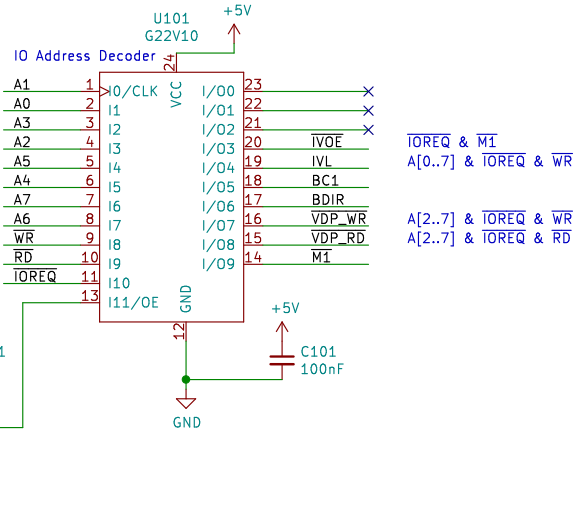 +5V
U101
G22V10
IO Address Decoder
24
VCC
A1 1 I0/CLK I/O0 23
A0 2 I1 I/O1 22
A3 3 I2 I/O2 21
A2 4 I3 I/O3 20 IVOE IOREQ & M1
A5 5 I4 I/O4 19 IVL A[0..7] & IOREQ & WR
A4 6 I5 I/O5 18 BC1
A7 7 I6 I/O6 17 BDIR
A6 8 I7 I/O7 16 VDP_WR A[2..7] & IOREQ & WR
WR 9 I8 I/O8 15 VDP_RD A[2..7] & IOREQ & RD
RD 10 I9 I/O9 14 M1
IOREQ 11 I10
13 I11/OE
GND
12
+5V
1
C101
100nF
GND